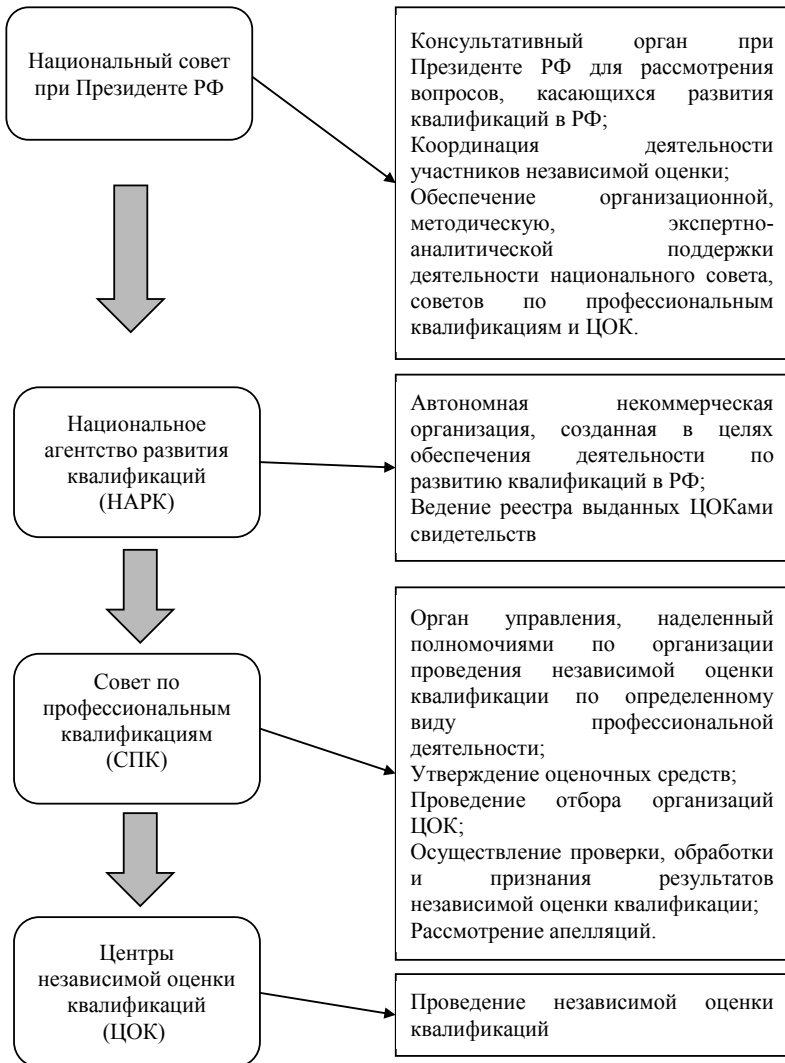 Национальный совет
при Президенте РФ
Консультативный орган при
Президенте РФ для рассмотрения
вопросов, касающихся развития
квалификаций в РФ;
Координация деятельности
участников независимой оценки;
Обеспечение организационной,
методическую, экспертно-
аналитической поддержки
деятельности национального совета,
советов по профессиональным
квалификациям и ЦОК.
Национальное
агентство развития
квалификаций
(НАРК)
Автономная некоммерческая
организация, созданная в целях
обеспечения деятельности по
развитию квалификаций в РФ;
Ведение реестра выданных ЦОКами
свидетельств
Совет по
профессиональным
квалификациям
(СПК)
Орган управления, наделенный
полномочиями по организации
проведения независимой оценки
квалификации по определенному
виду профессиональной
деятельности;
Утверждение оценочных средств;
Проведение отбора организаций
ЦОК;
Осуществление проверки, обработки
и признания результатов
независимой оценки квалификации;
Рассмотрение апелляций.
Центры
независимой оценки
квалификаций
(ЦОК)
Проведение независимой оценки
квалификаций